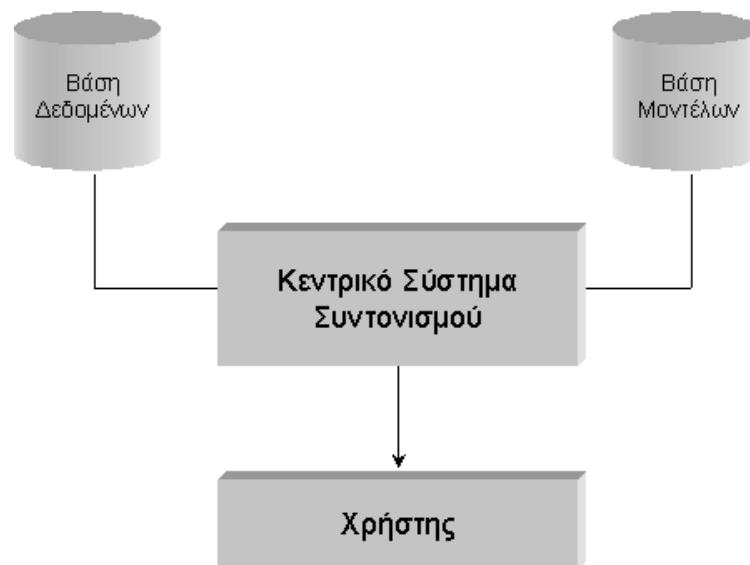 Βάση
Δεδομένων
Βάση
Μοντέλων
Κεντρικό Σύστημα
Συντονισμού
Χρήστης